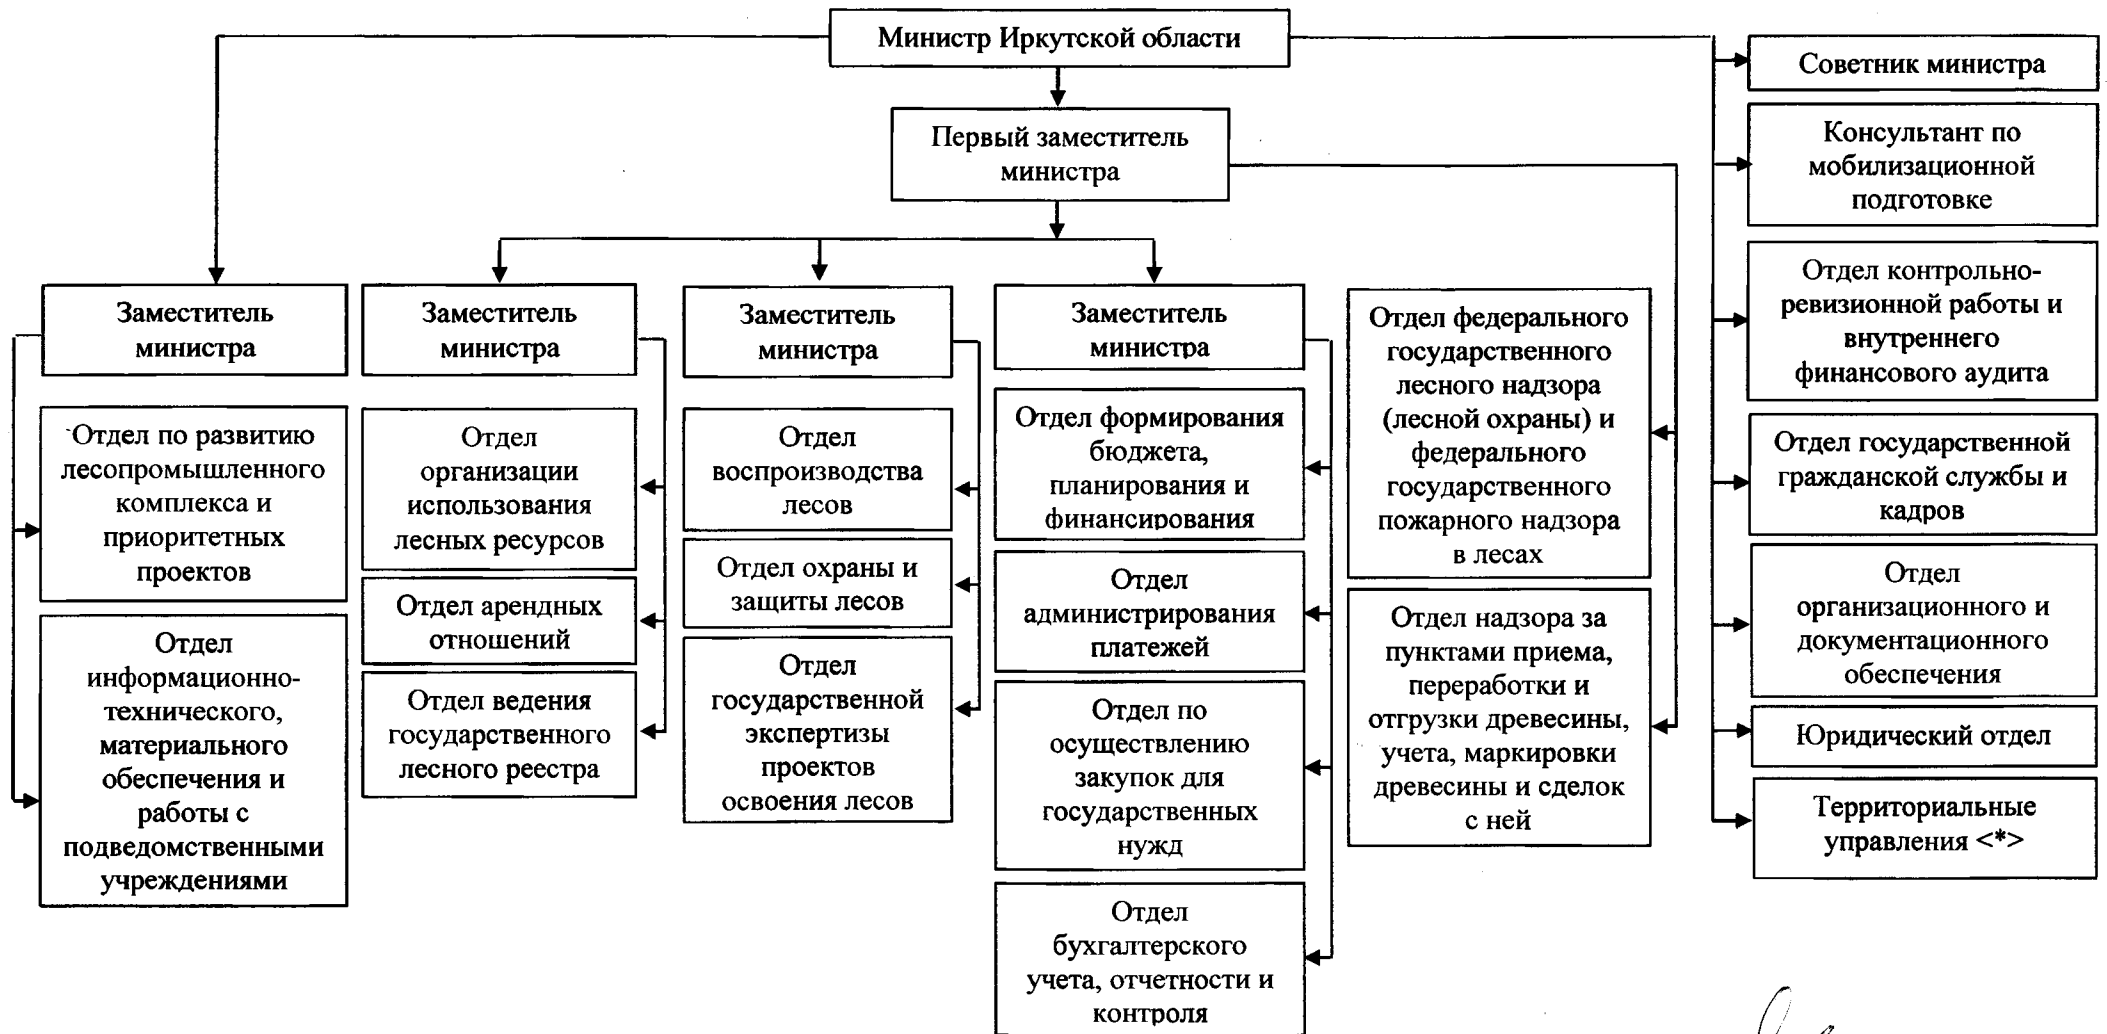 Министр Иркутской области
Первый заместитель
министра
Заместитель
министра
Отдел по развитию
лесопромышленного
комплекса и
приоритетных
проектов
Отдел
информационно-
технического,
материального
обеспечения и
работы с
подведомственными
учреждениями
Заместитель
министра
Отдел
организации
использования
лесных ресурсов
Отдел арендных
отношений
Отдел ведения
государственного
лесного реестра
Заместитель
министра
Отдел
воспроизводства
лесов
Отдел охраны и
защиты лесов
Отдел
государственной
экспертизы
проектов
освоения лесов
Заместитель
министра
Отдел формирования
бюджета,
планирования и
финансирования
Отдел
администрирования
платежей
Отдел по
осуществлению
закупок для
государственных
нужд
Отдел
бухгалтерского
учета, отчетности и
контроля
Отдел федерального
государственного
лесного надзора
(лесной охраны) и
федерального
государственного
пожарного надзора
в лесах
Отдел надзора за
пунктами приема,
переработки и
отгрузки древесины,
учета, маркировки
древесины и сделок
с ней
Советник министра
Консультант по
мобилизационной
подготовке
Отдел контрольно-
ревизионной работы и
внутреннего
финансового аудита
Отдел государственной
гражданской службы и
кадров
Отдел
организационного и
документационного
обеспечения
Юридический отдел
Территориальные
управления <*>